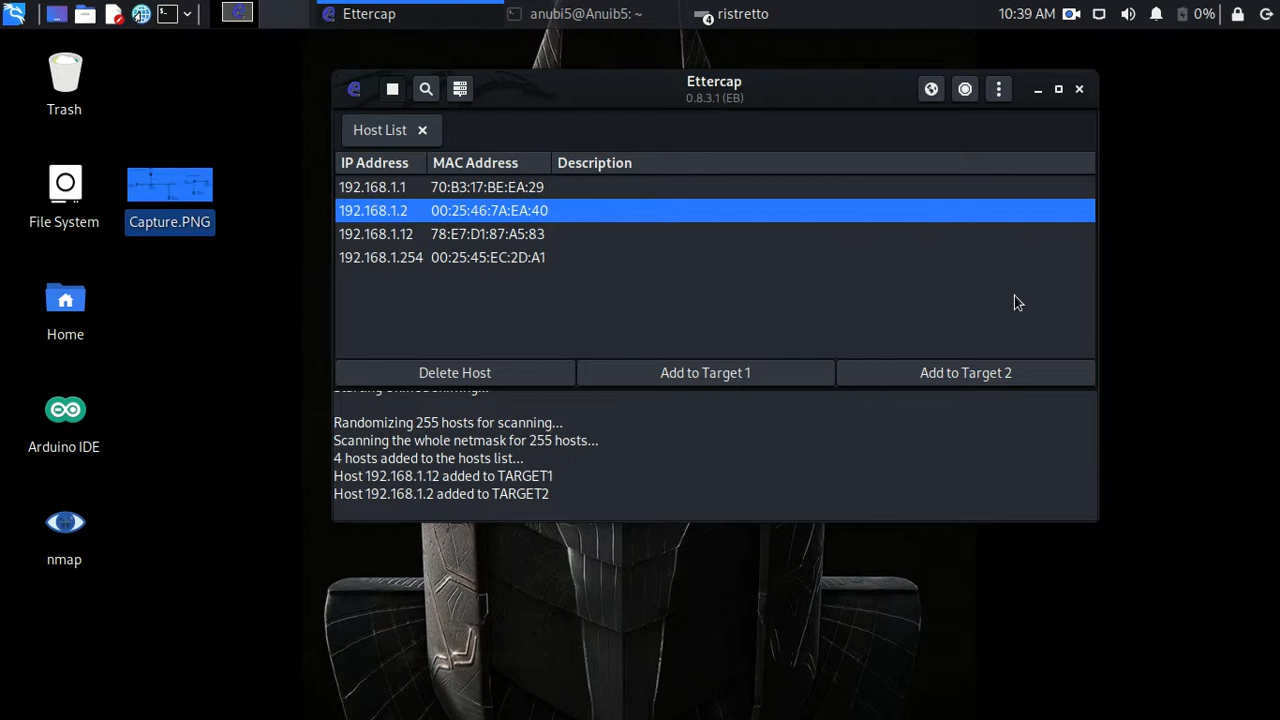 Ettercap
anubi5@Anuib5: ~
4
ristretto
10:39 AM
0%
Trash
File System
Capture.PNG
Home
Arduino IDE
nmap
Ettercap
0.8.3.1 (EB)
Host List
IP Address MAC Address Description
192.168.1.1 70:B3:17:BE:EA:29
192.168.1.2 00:25:46:7A:EA:40
192.168.1.12 78:E7:D1:87:A5:83
192.168.1.254 00:25:45:EC:2D:A1
Delete Host Add to Target 1 Add to Target 2
Randomizing 255 hosts for scanning...
Scanning the whole netmask for 255 hosts...
4 hosts added to the hosts list...
Host 192.168.1.12 added to TARGET1
Host 192.168.1.2 added to TARGET2